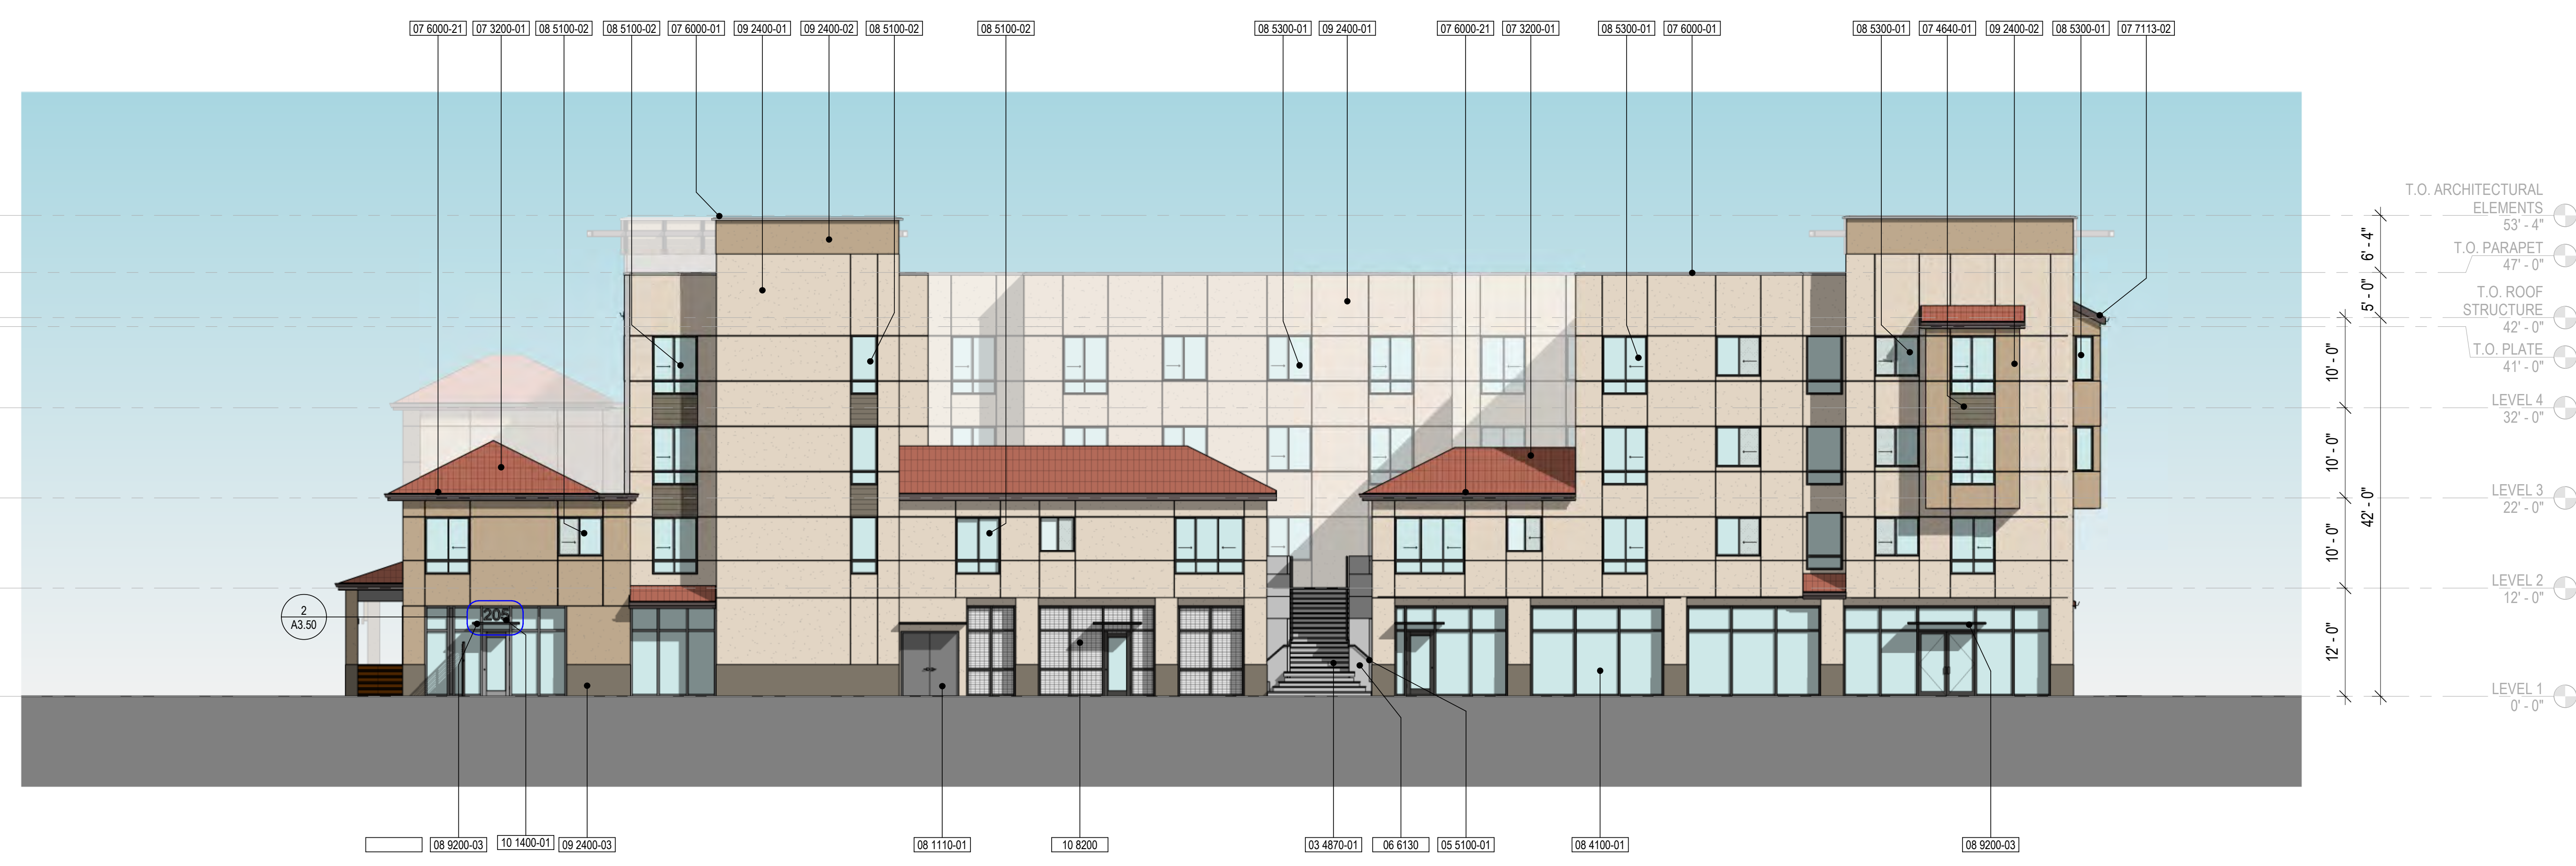 07 6000-21
07 3200-01
08 5100-02
08 5100-02
07 6000-1
09 2400-01
09 2400-02
08 5100-02
08 5100-02
08 5300-01
09 2400-01
07 6000-21
07 3200-01
08 5300-01
07 6000-01
08 5300-01
07 4640-01
09 2400-02
08 5300-01
07 7113-02
T.O. ARCHITECTURAL
ELEMENTS
53' - 4"
T.O. PARAPET
47' - 0"
T.O. ROOF
STRUCTURE
42' - 0"
T.O. PLATE
41' - 0"
LEVEL 4
32' - 0"
LEVEL 3
22' - 0"
LEVEL 2
12' - 0"
LEVEL 1
0' - 0"
6' - 4"
5' - 0"
10' - 0"
10' - 0"
10' - 0"
12' - 0"
42' - 0"
2
A3.50
205
08 9200-03
10 1400-01
09 2400-03
08 1110-01
10 8200
03 4870-01
06 6130
05 5100-01
08 4100-01
08 9200-03